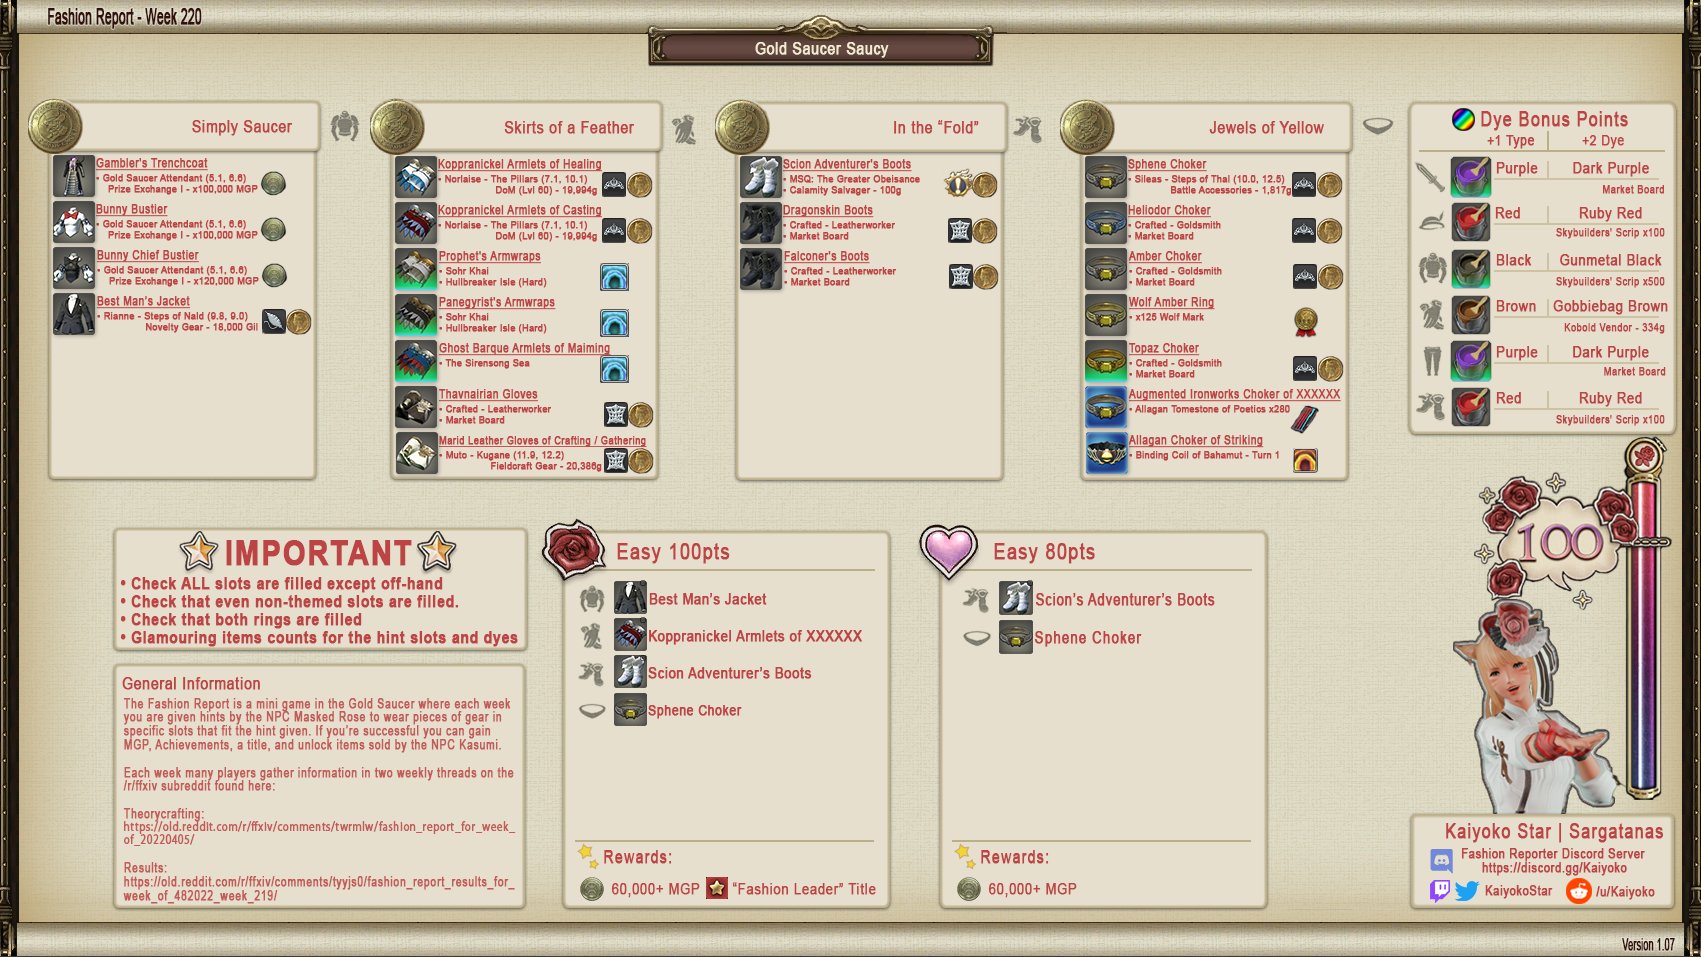 Fashion Report - Week 220
Gold Saucer Saucy
Simply Saucer
Gambler's Trenchcoat
• Gold Saucer Attendant (5.1, 6.6)
Prize Exchange I - x100,000 MGP
Bunny Bustier
• Gold Saucer Attendant (5.1, 6.6)
Prize Exchange I - x100,000 MGP
Bunny Chief Bustier
• Gold Saucer Attendant (5.1, 6.6)
Prize Exchange I - x120,000 MGP
Best Man's Jacket
• Rianne - Steps of Nald (9.8, 9.0)
Novelty Gear - 18,000 Gil
Skirts of a Feather
Koppranickel Armlets of Healing
• Norlaise - The Pillars (7.1, 10.1)
DoM (Lvl 60) - 19,994g
Koppranickel Armlets of Casting
• Norlaise - The Pillars (7.1, 10.1)
DoM (Lvl 60) - 19,994g
Prophet's Armwraps
• Sohr Khai
• Hullbreaker Isle (Hard)
Panegyrist's Armwraps
• Sohr Khai
• Hullbreaker Isle (Hard)
Ghost Barque Armlets of Maiming
• The Sirensong Sea
Thavnairian Gloves
• Crafted - Leatherworker
• Market Board
Marid Leather Gloves of Crafting / Gathering
• Muto - Kugane (11.9, 12.2)
Fieldcraft Gear - 20,386g
In the “Fold”
Scion Adventurer's Boots
• MSQ: The Greater Obeisance
• Calamity Salvager - 100g
Dragonskin Boots
• Crafted - Leatherworker
• Market Board
Falconer's Boots
• Crafted - Leatherworker
• Market Board
Jewels of Yellow
Sphene Choker
• Sileas - Steps of Thal (10.0, 12.5)
Battle Accessories - 1,817g
Heliodor Choker
• Crafted - Goldsmith
• Market Board
Amber Choker
• Crafted - Goldsmith
• Market Board
Wolf Amber Ring
• x125 Wolf Mark
Topaz Choker
• Crafted - Goldsmith
• Market Board
Augmented Ironworks Choker of XXXXXX
• Allagan Tomestone of Poetics x280
Allagan Choker of Striking
• Binding Coil of Bahamut - Turn 1
Dye Bonus Points
+1 Type +2 Dye
Purple Dark Purple
Market Board
Red Ruby Red
Skybuilders' Scrip x100
Black Gunmetal Black
Skybuilders' Scrip x500
Brown Gobbiebag Brown
Kobold Vendor - 334g
Purple Dark Purple
Market Board
Red Ruby Red
Skybuilders' Scrip x100
IMPORTANT
• Check ALL slots are filled except off-hand
• Check that even non-themed slots are filled.
• Check that both rings are filled
• Glamouring items counts for the hint slots and dyes
General Information
The Fashion Report is a mini game in the Gold Saucer where each week
you are given hints by the NPC Masked Rose to wear pieces of gear in
specific slots that fit the hint given. If you're successful you can gain
MGP, Achievements, a title, and unlock items sold by the NPC Kasumi.
Each week many players gather information in two weekly threads on the
/r/ffxiv subreddit found here:
Theorycrafting:
https://old.reddit.com/r/ffxiv/comments/twrmlw/fashion_report_for_week_
of_20220405/
Results:
https://old.reddit.com/r/ffxiv/comments/tyyjs0/fashion_report_results_for_
week_of_482022_week_219/
Easy 100pts
Best Man's Jacket
Koppranickel Armlets of XXXXXX
Scion Adventurer's Boots
Sphene Choker
Rewards:
60,000+ MGP “Fashion Leader” Title
Easy 80pts
Scion's Adventurer's Boots
Sphene Choker
Rewards:
60,000+ MGP
100
Kaiyoko Star | Sargatanas
Fashion Reporter Discord Server
https://discord.gg/Kaiyoko
KaiyokoStar /u/Kaiyoko
Version 1.07